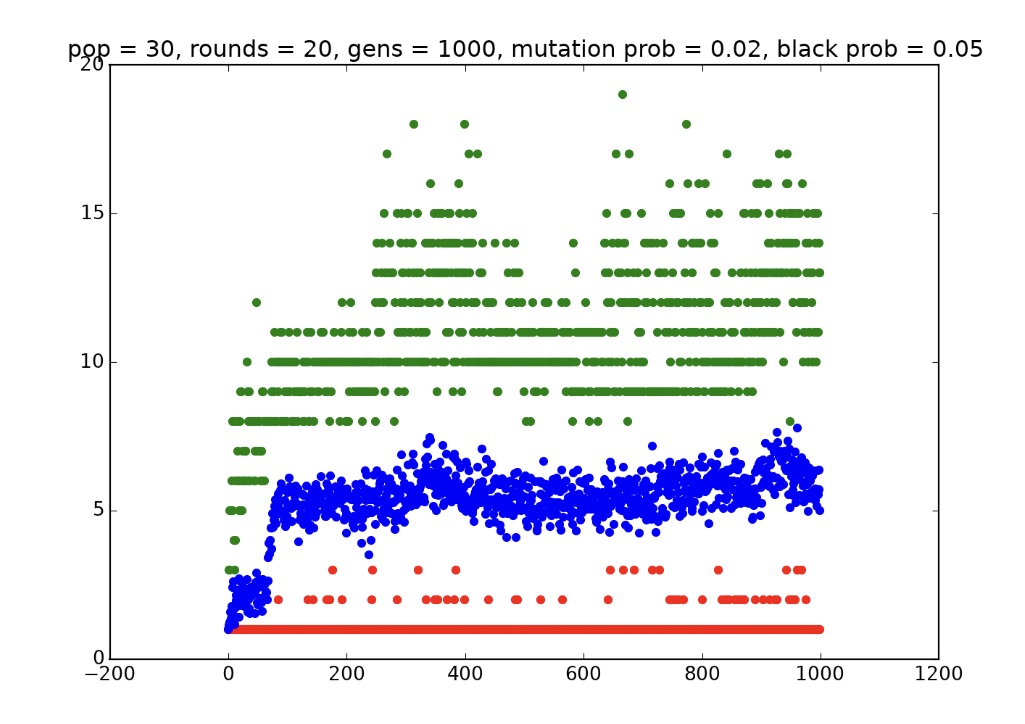 pop = 30, rounds = 20, gens = 1000, mutation prob = 0.02, black prob = 0.05
20
15
10
5
0
−200 0 200 400 600 800 1000 1200